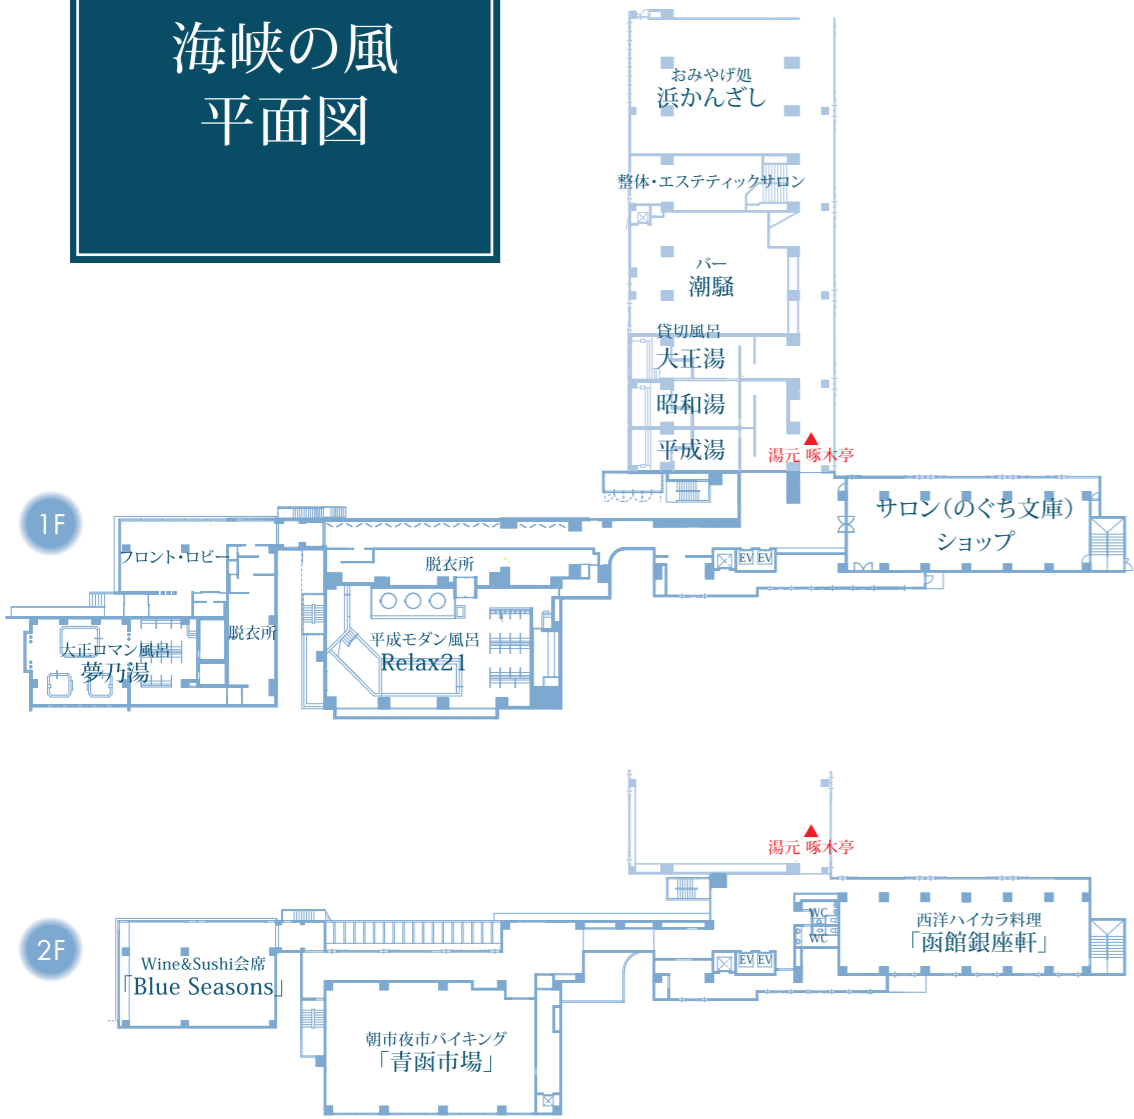 海峡の風
平面図
おみやげ処
浜かんざし
整体・エステティックサロン
バー
潮騒
貸切風呂
大正湯
昭和湯
平成湯
湯元 啄木亭
1F
サロン（のぐち文庫）
ショップ
フロント・ロビー
脱衣所
EV EV
脱衣所
大正ロマン風呂
夢乃湯
平成モダン風呂
Relax21
湯元 啄木亭
2F
WC
WC
西洋ハイカラ料理
「函館銀座軒」
EV EV
Wine&Sushi会席
「Blue Seasons」
朝市夜市バイキング
「青函市場」